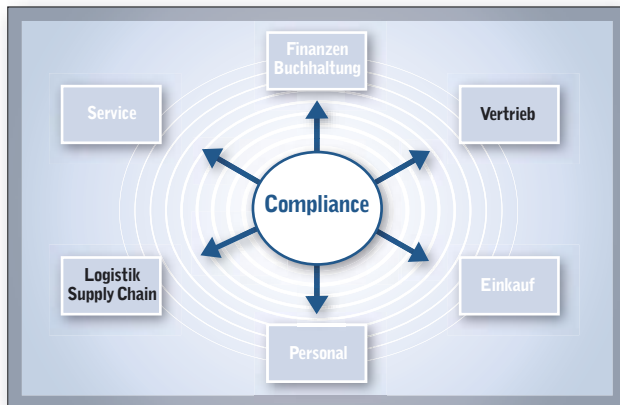 Finanzen
Buchhaltung
Service
Vertrieb
Compliance
Logistik
Supply Chain
Einkauf
Personal